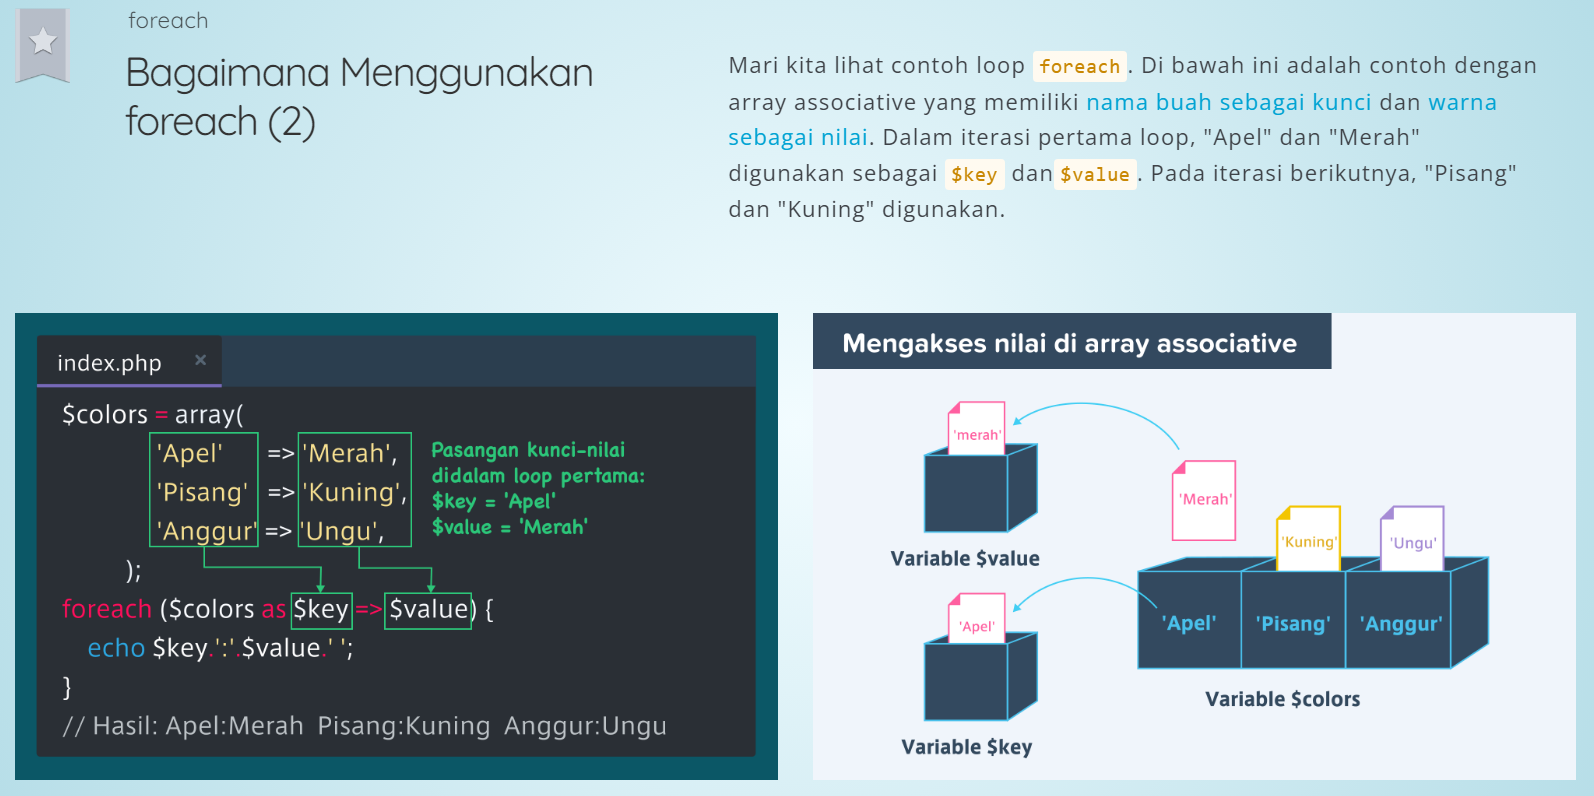 foreach
Bagaimana Menggunakan
foreach (2)
Mari kita lihat contoh loop foreach. Di bawah ini adalah contoh dengan
array associative yang memiliki nama buah sebagai kunci dan warna
sebagai nilai. Dalam iterasi pertama loop, "Apel" dan "Merah"
digunakan sebagai $key dan $value. Pada iterasi berikutnya, "Pisang"
dan "Kuning" digunakan.
index.php ×
$colors = array(
'Apel' => 'Merah',
'Pisang' => 'Kuning',
'Anggur' => 'Ungu',
);
Pasangan kunci-nilai
didalam loop pertama:
$key = 'Apel'
$value = 'Merah'
foreach ($colors as $key => $value) {
echo $key.':'.$value.' ';
}
// Hasil: Apel:Merah Pisang:Kuning Anggur:Ungu
Mengakses nilai di array associative
'merah'
Variable $value
'Merah'
'Kuning'
'Ungu'
'Apel'
Variable $key
'Apel' 'Pisang' 'Anggur'
Variable $colors